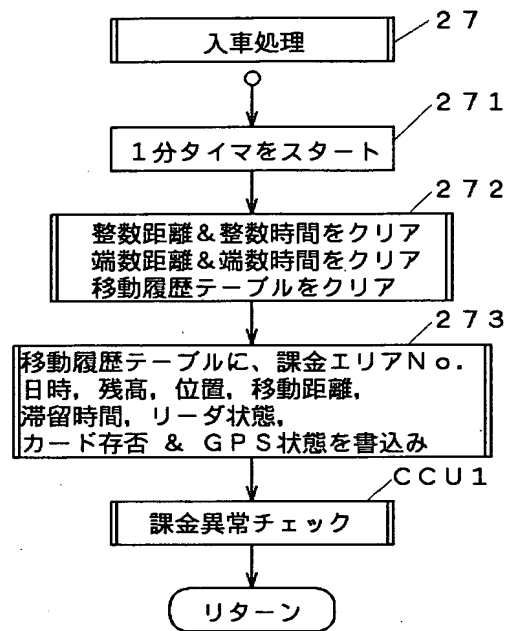 ２７
入車処理
２７１
１分タイマをスタート
２７２
整数距離＆整数時間をクリア
端数距離＆端数時間をクリア
移動履歴テーブルをクリア
２７３
移動履歴テーブルに、課金エリアＮｏ．
日時，残高，位置，移動距離，
滞留時間，リーダ状態，
カード存否 ＆ ＧＰＳ状態を書込み
ＣＣＵ１
課金異常チェック
リターン